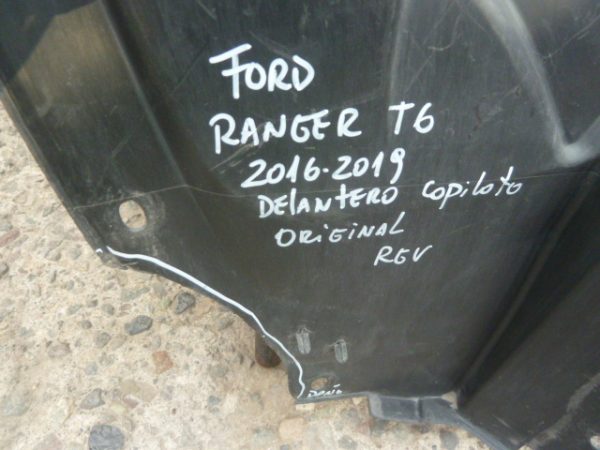 FORD
RANGER T6
2016-2019
DElANtERO copiloto
ORiGINAL
REV